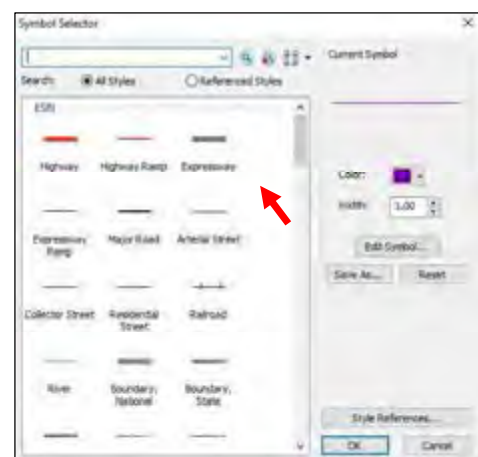 Symbol Selector
Current Symbol
Search: All Styles Referenced Styles
ESRI
Highway Highway Ramp Expressway
Color:
Width: 1.00
Expressway Ramp Major Road Arterial Street
Edit Symbol...
Save As... Reset
Collector Street Residential Street Railroad
River Boundary, National Boundary, State
Style References...
OK Cancel